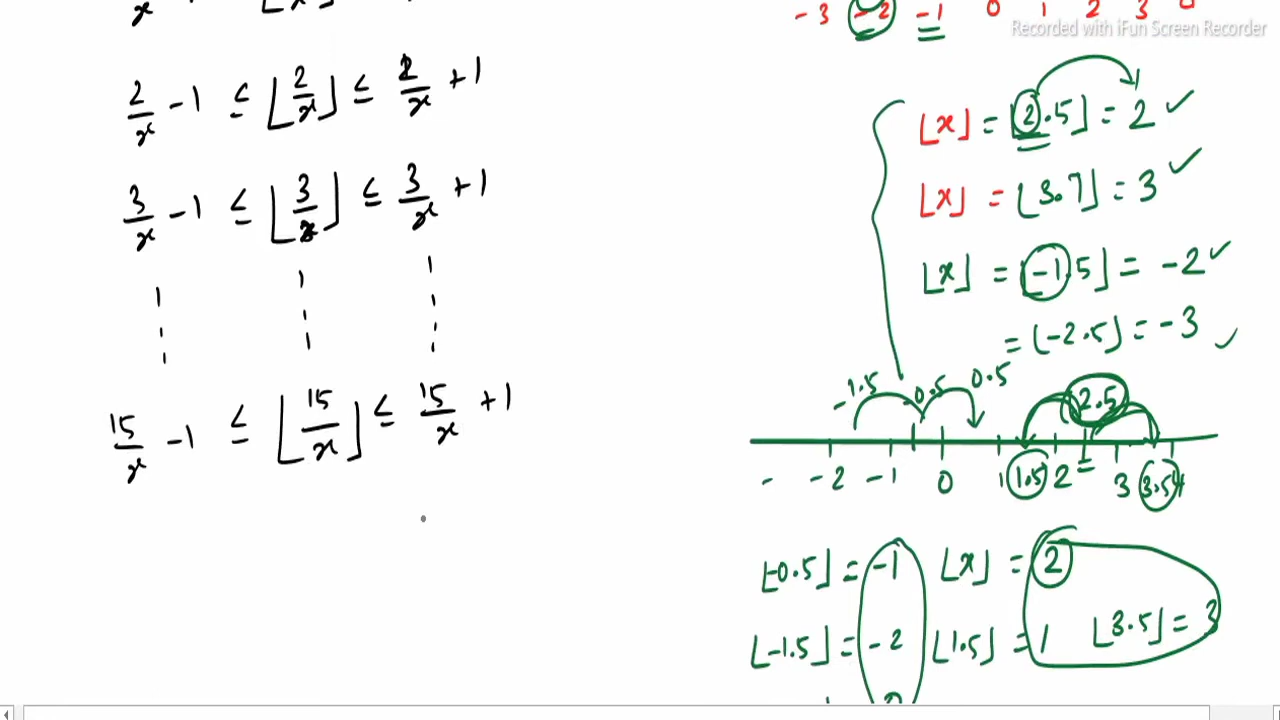 -3 -2 -1 0 1 2 3
Recorded with iFun Screen Recorder
2/x - 1 ≤ ⌊2/x⌋ ≤ 2/x + 1
3/x - 1 ≤ ⌊3/x⌋ ≤ 3/x + 1
15/x - 1 ≤ ⌊15/x⌋ ≤ 15/x + 1
⌊x⌋ = ⌊2.5⌋ = 2 ✓
⌊x⌋ = ⌊3.7⌋ = 3 ✓
⌊x⌋ = ⌊-1.5⌋ = -2 ✓
= ⌊-2.5⌋ = -3 ✓
-1.5 -0.5 0.5 2.5
-2 -1 0 1 1.5 2 3 3.5 4
⌊-0.5⌋ = -1 ⌊x⌋ = 2
⌊-1.5⌋ = -2 ⌊1.5⌋ = 1 ⌊3.5⌋ = 3